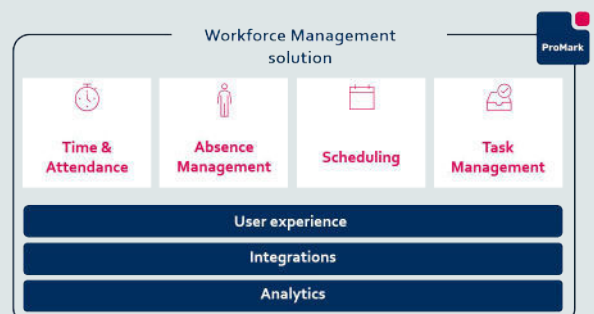 Workforce Management
solution
ProMark
Time &
Attendance
Absence
Management
Scheduling
Task
Management
User experience
Integrations
Analytics